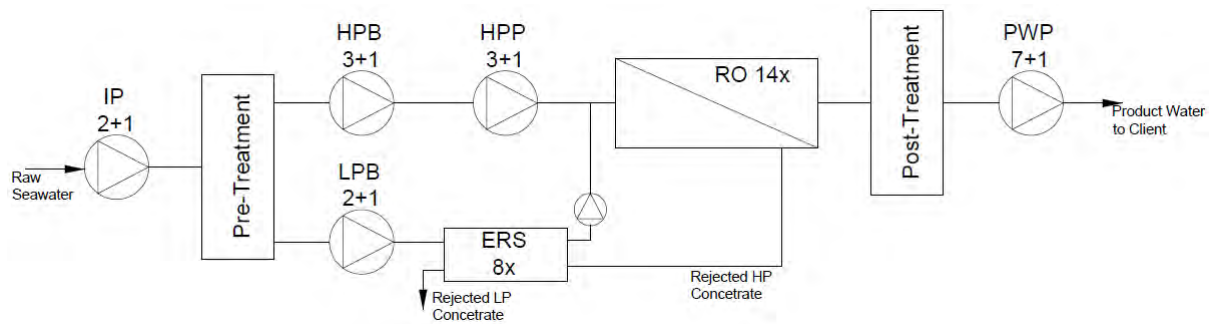 IP
2+1
Raw
Seawater
Pre-Treatment
HPB
3+1
HPP
3+1
LPB
2+1
ERS
8x
Rejected LP
Concetrate
Rejected HP
Concetrate
RO 14x
Post-Treatment
PWP
7+1
Product Water
to Client